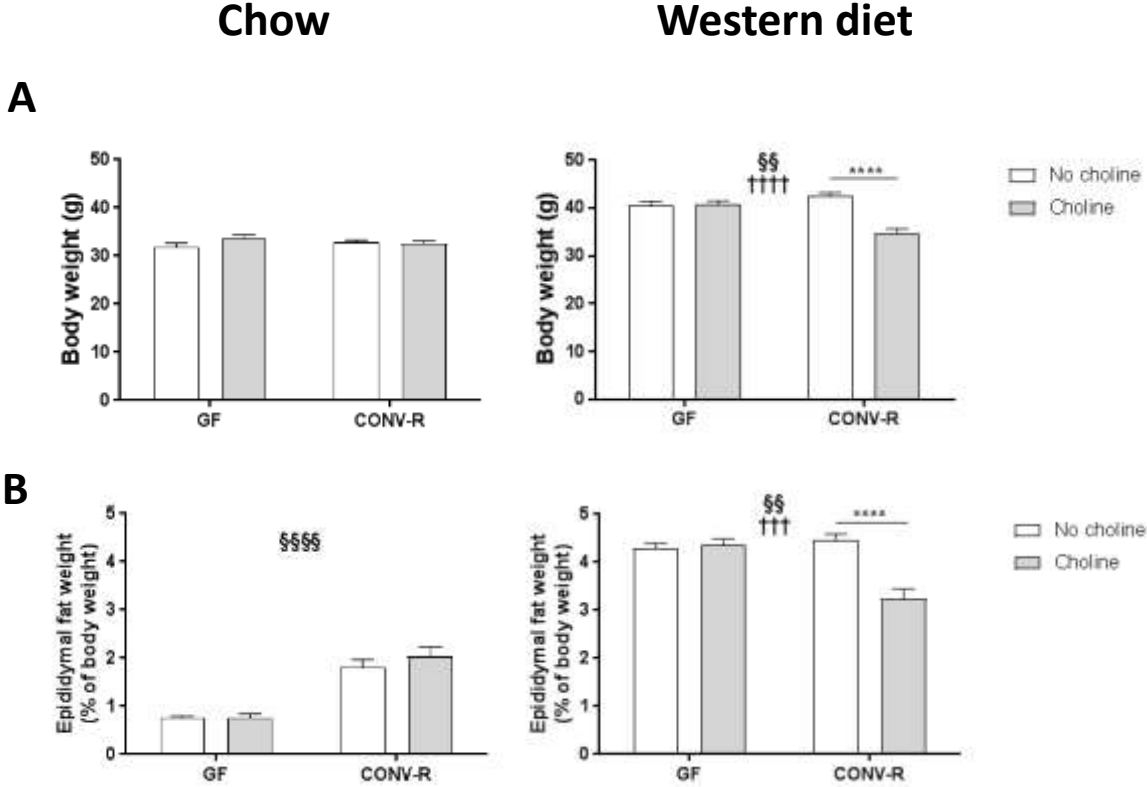 Chow
Western diet
A
Body weight (g)
50
40
30
20
10
0
GF
CONV-R
Body weight (g)
50
40
30
20
10
0
§§
††††
****
GF
CONV-R
No choline
Choline
B
Epididymal fat weight
(% of body weight)
5
4
3
2
1
0
§§§§
GF
CONV-R
Epididymal fat weight
(% of body weight)
5
4
3
2
1
0
§§
†††
****
GF
CONV-R
No choline
Choline